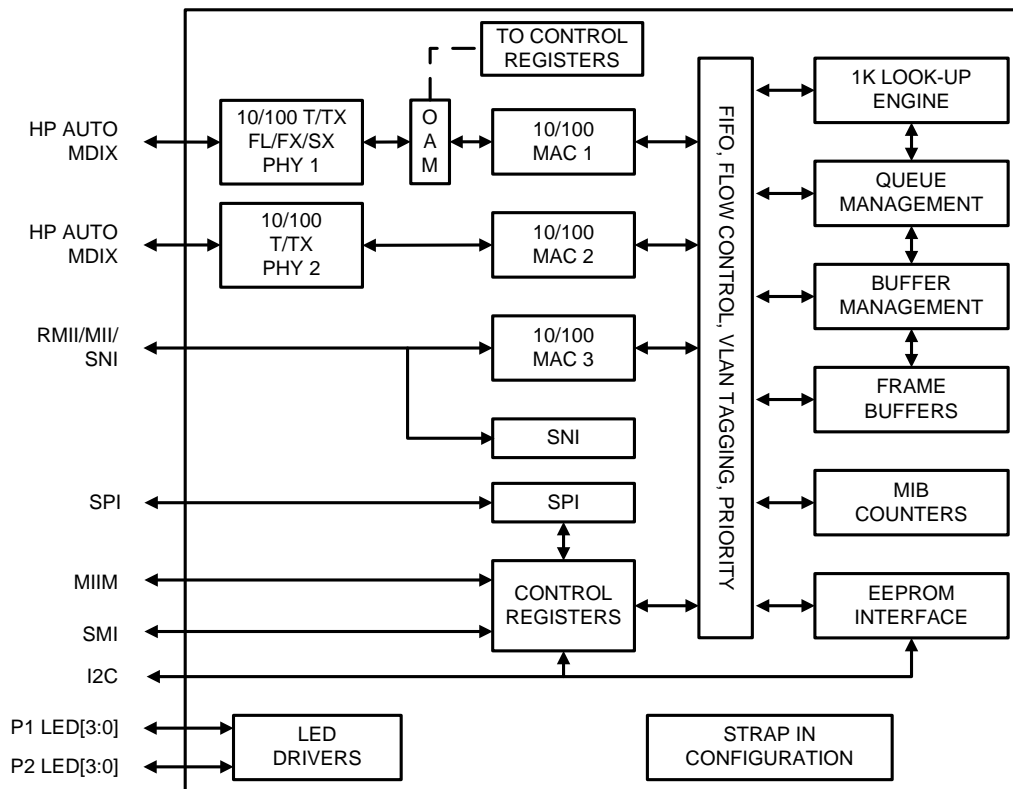 TO CONTROL
REGISTERS
HP AUTO
MDIX
10/100 T/TX
FL/FX/SX
PHY 1
O
A
M
10/100
MAC 1
FIFO, FLOW CONTROL, VLAN TAGGING, PRIORITY
1K LOOK-UP
ENGINE
HP AUTO
MDIX
10/100
T/TX
PHY 2
10/100
MAC 2
QUEUE
MANAGEMENT
BUFFER
MANAGEMENT
RMII/MII/
SNI
10/100
MAC 3
FRAME
BUFFERS
SNI
SPI
SPI
MIB
COUNTERS
MIIM
SMI
CONTROL
REGISTERS
EEPROM
INTERFACE
I2C
P1 LED[3:0]
P2 LED[3:0]
LED
DRIVERS
STRAP IN
CONFIGURATION